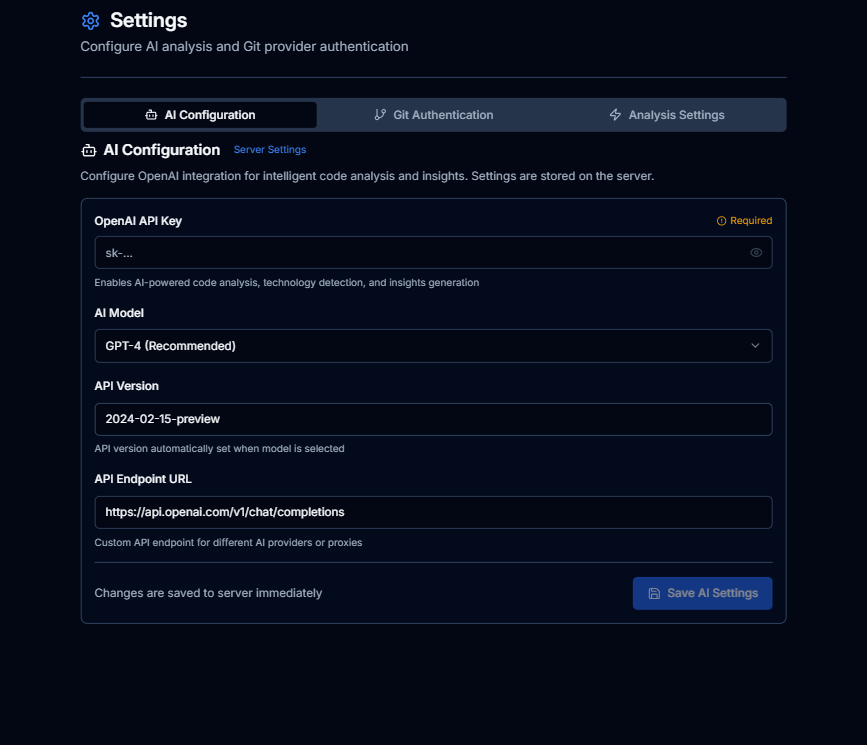 Settings
Configure AI analysis and Git provider authentication
AI Configuration
Git Authentication
Analysis Settings
AI Configuration Server Settings
Configure OpenAI integration for intelligent code analysis and insights. Settings are stored on the server.
OpenAI API Key
Required
sk-...
Enables AI-powered code analysis, technology detection, and insights generation
AI Model
GPT-4 (Recommended)
API Version
2024-02-15-preview
API version automatically set when model is selected
API Endpoint URL
https://api.openai.com/v1/chat/completions
Custom API endpoint for different AI providers or proxies
Changes are saved to server immediately
Save AI Settings